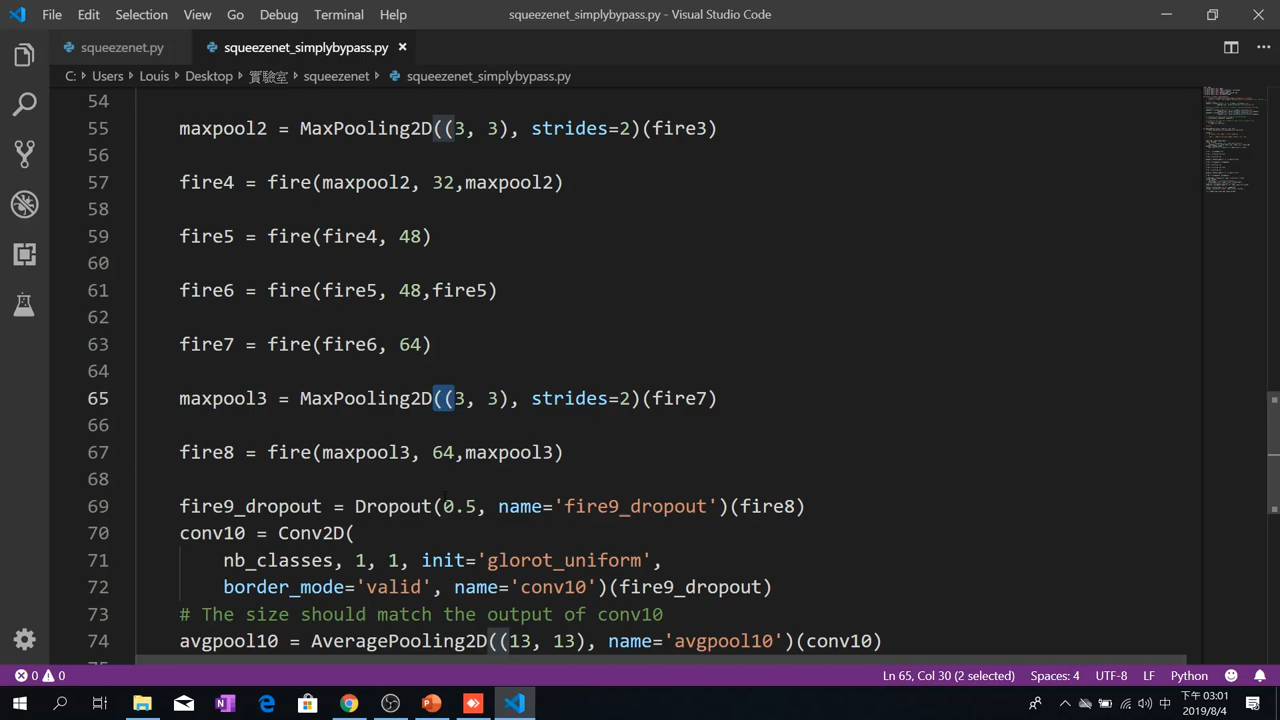 File Edit Selection View Go Debug Terminal Help squeezenet_simplybypass.py - Visual Studio Code
squeezenet.py squeezenet_simplybypass.py
C: > Users > Louis > Desktop > 實驗室 > squeezenet > squeezenet_simplybypass.py
54
55 maxpool2 = MaxPooling2D((3, 3), strides=2)(fire3)
56
57 fire4 = fire(maxpool2, 32,maxpool2)
58
59 fire5 = fire(fire4, 48)
60
61 fire6 = fire(fire5, 48,fire5)
62
63 fire7 = fire(fire6, 64)
64
65 maxpool3 = MaxPooling2D((3, 3), strides=2)(fire7)
66
67 fire8 = fire(maxpool3, 64,maxpool3)
68
69 fire9_dropout = Dropout(0.5, name='fire9_dropout')(fire8)
70 conv10 = Conv2D(
71 nb_classes, 1, 1, init='glorot_uniform',
72 border_mode='valid', name='conv10')(fire9_dropout)
73 # The size should match the output of conv10
74 avgpool10 = AveragePooling2D((13, 13), name='avgpool10')(conv10)
0 0 Ln 65, Col 30 (2 selected) Spaces: 4 UTF-8 LF Python
中 下午 03:01
2019/8/4